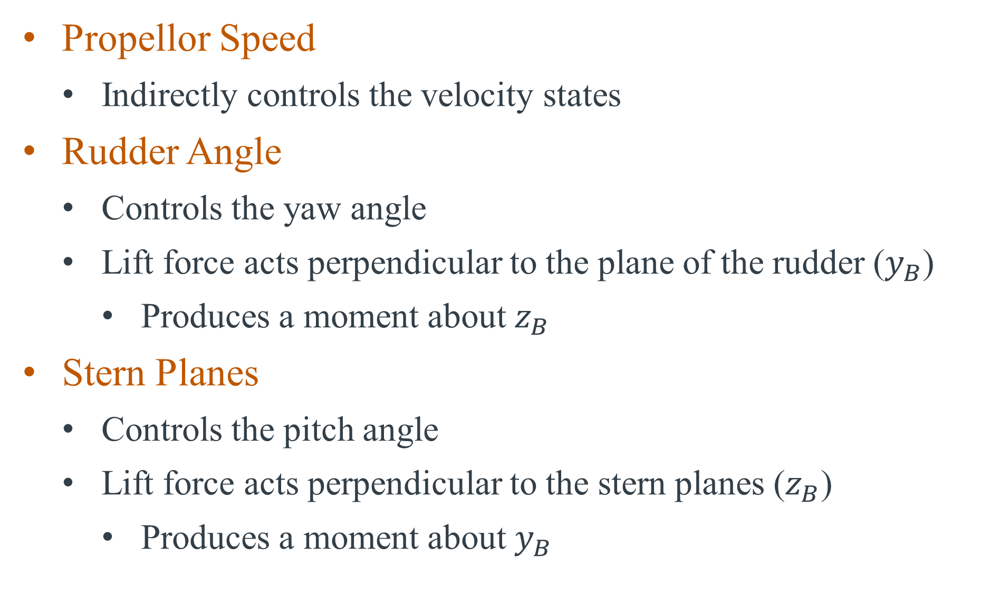 • Propellor Speed
• Indirectly controls the velocity states
• Rudder Angle
• Controls the yaw angle
• Lift force acts perpendicular to the plane of the rudder (y_B)
• Produces a moment about z_B
• Stern Planes
• Controls the pitch angle
• Lift force acts perpendicular to the stern planes (z_B)
• Produces a moment about y_B